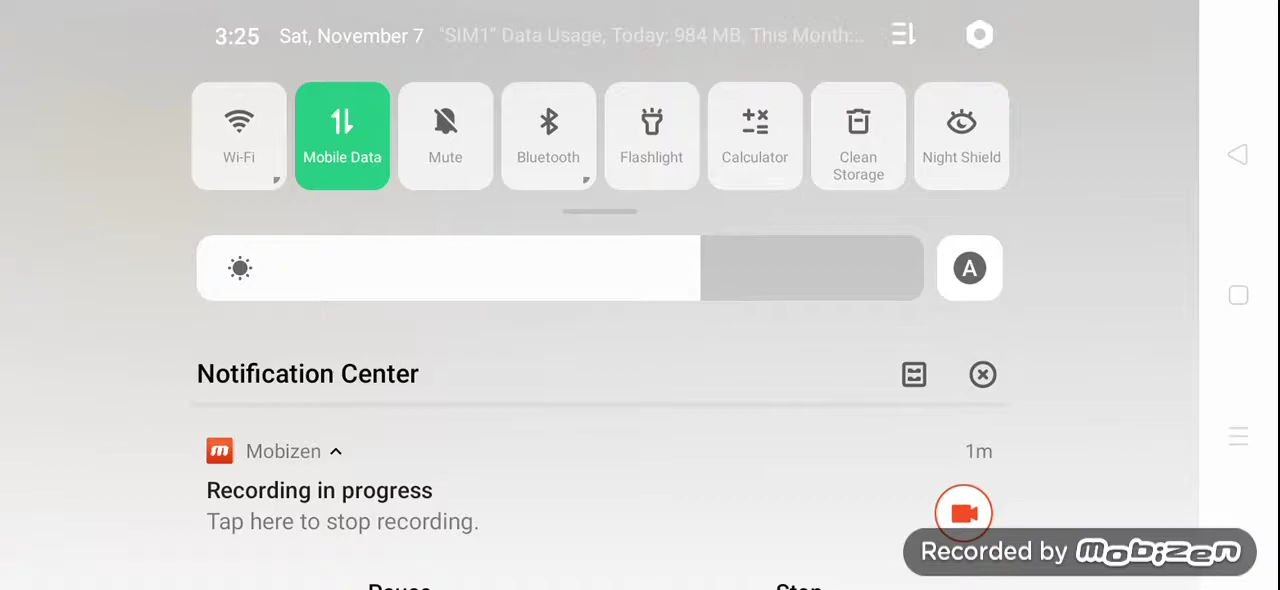 3:25 Sat, November 7 "SIM1" Data Usage, Today: 984 MB, This Month:...
Wi-Fi
Mobile Data
Mute
Bluetooth
Flashlight
Calculator
Clean
Storage
Night Shield
A
Notification Center
m Mobizen 1m
Recording in progress
Tap here to stop recording.
Recorded by mobizen
Pause Stop